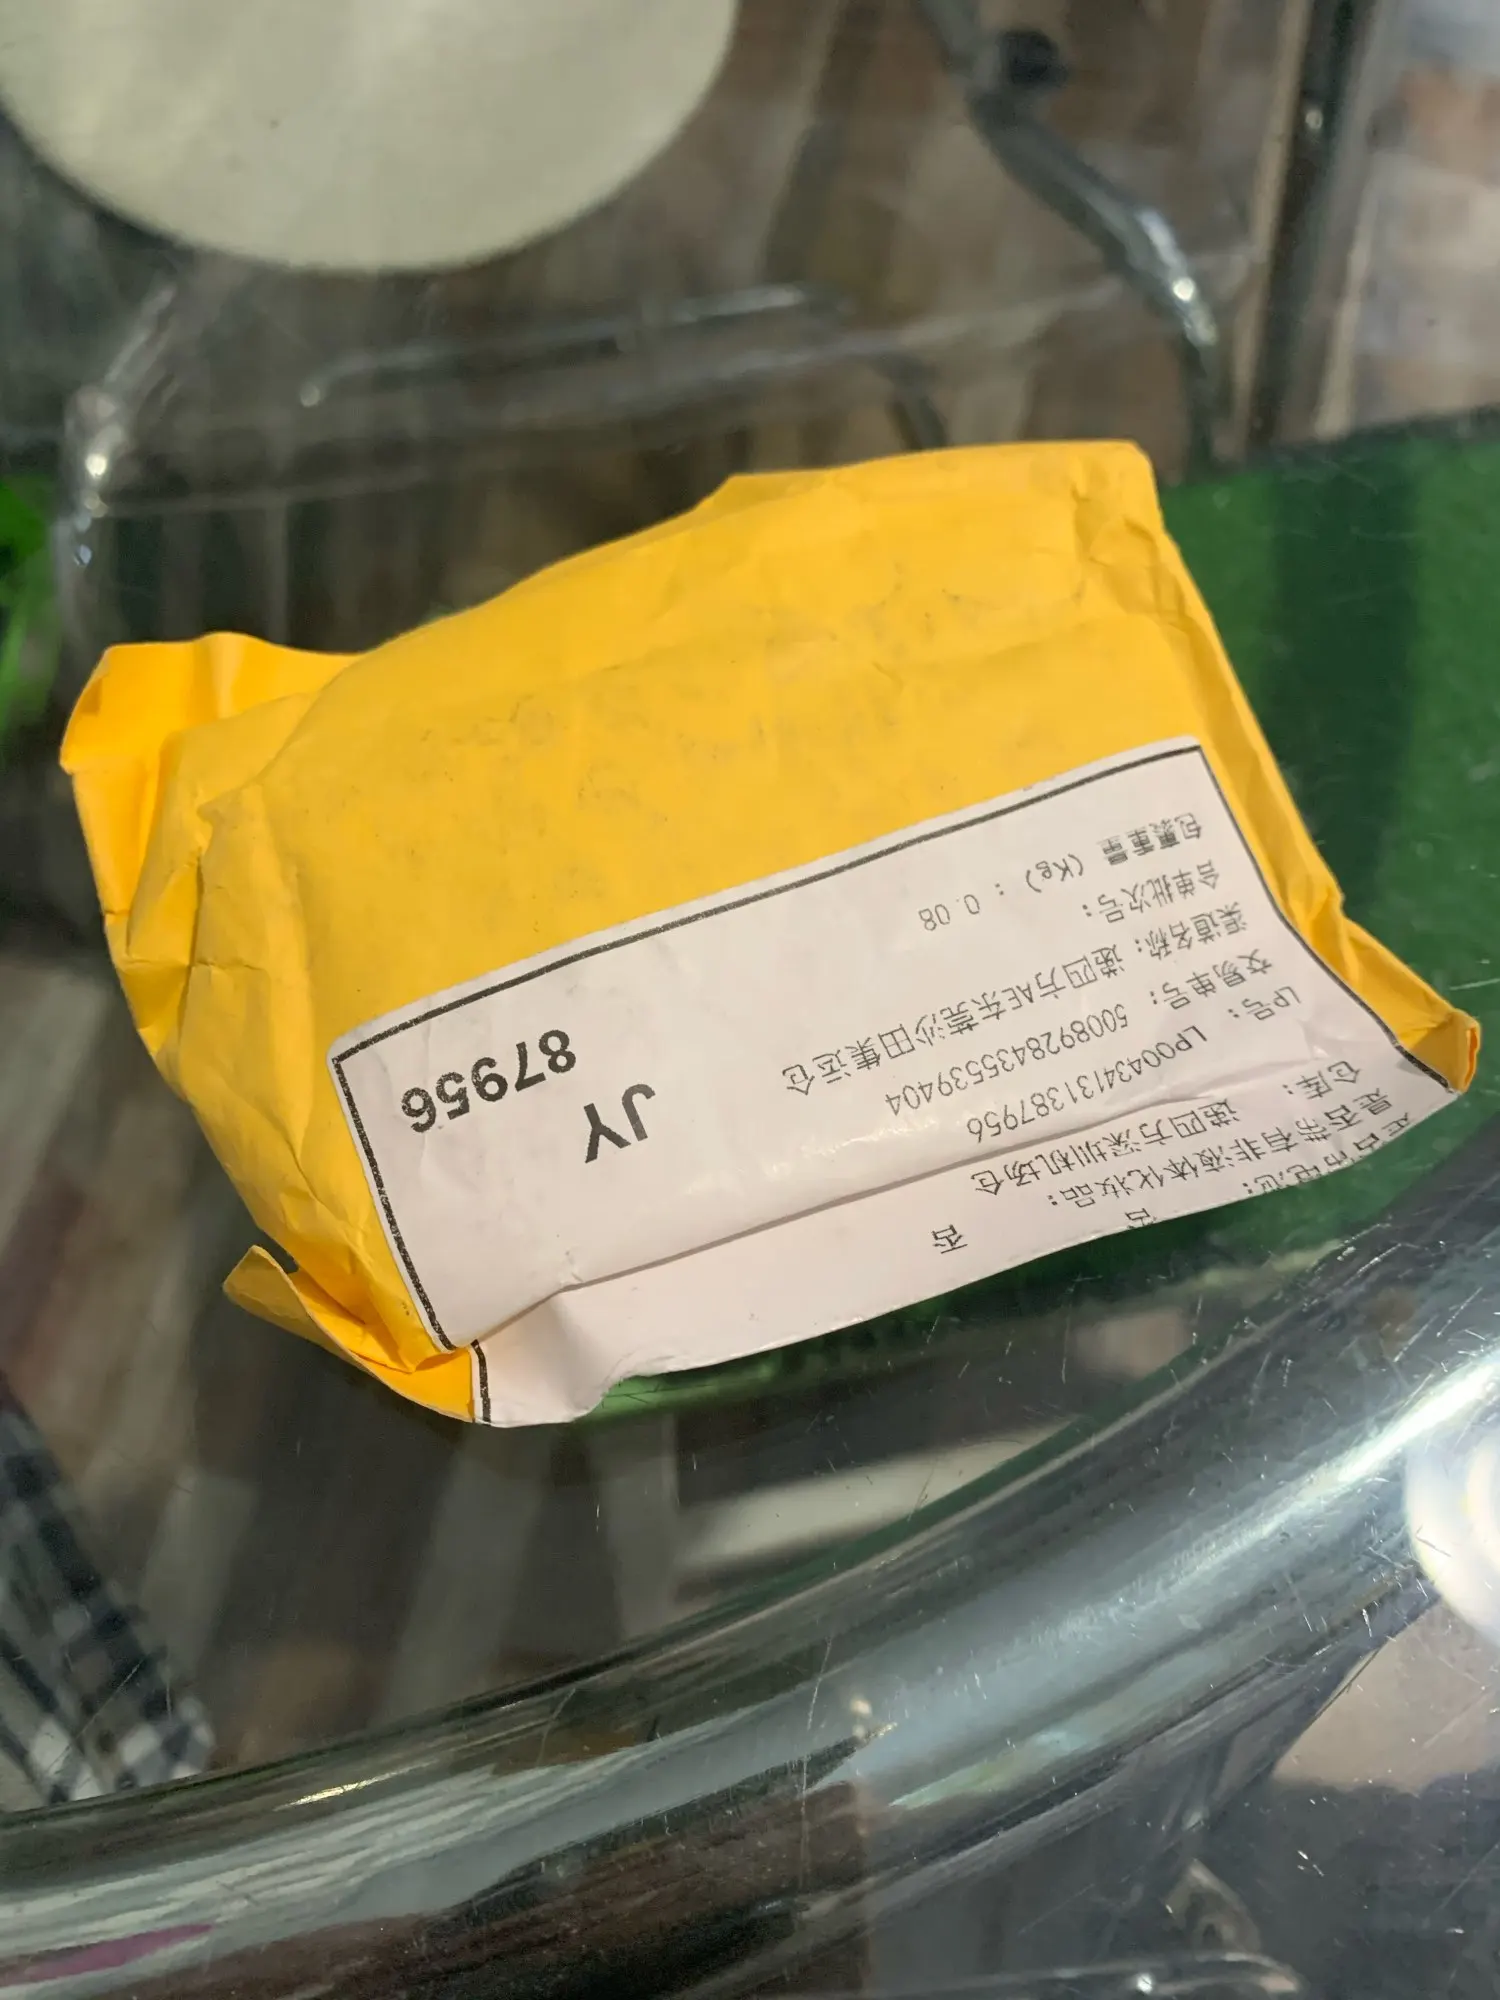 是否带电池： 否
是否带有非液体化妆品： 否
仓库： 递四方深圳机场仓
LP号： LP00434131387956
交易单号： 5008928435539404
渠道名称： 递四方AE东莞沙田集运仓
合单批次号：
包裹重量 (Kg) : 0.08
JY
87956